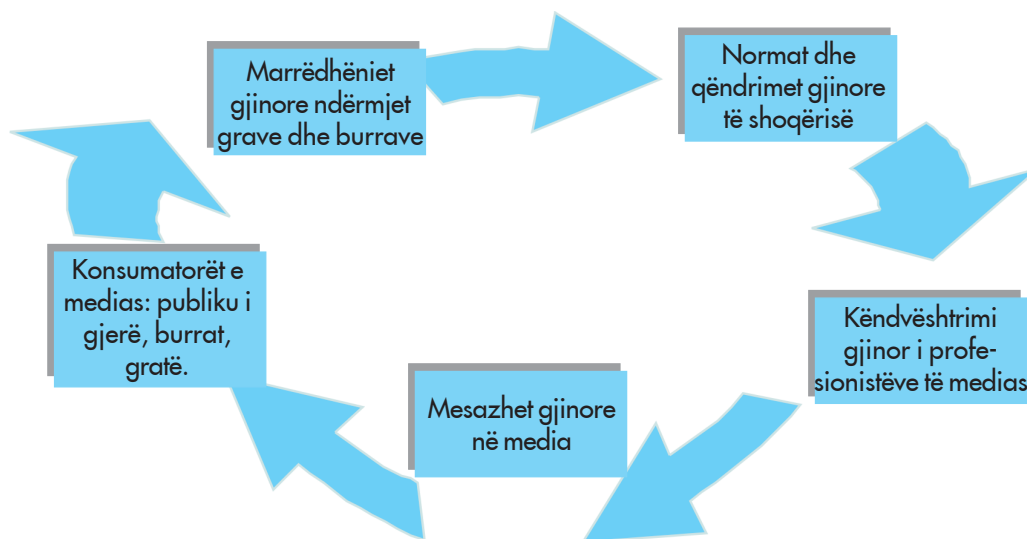 Marrëdhëniet
gjinore ndërmjet
grave dhe burrave
Normat dhe
qëndrimet gjinore
të shoqërisë
Këndvështrimi
gjinor i profe-
sionistëve të medias
Mesazhet gjinore
në media
Konsumatorët e
medias: publiku i
gjerë, burrat,
gratë.